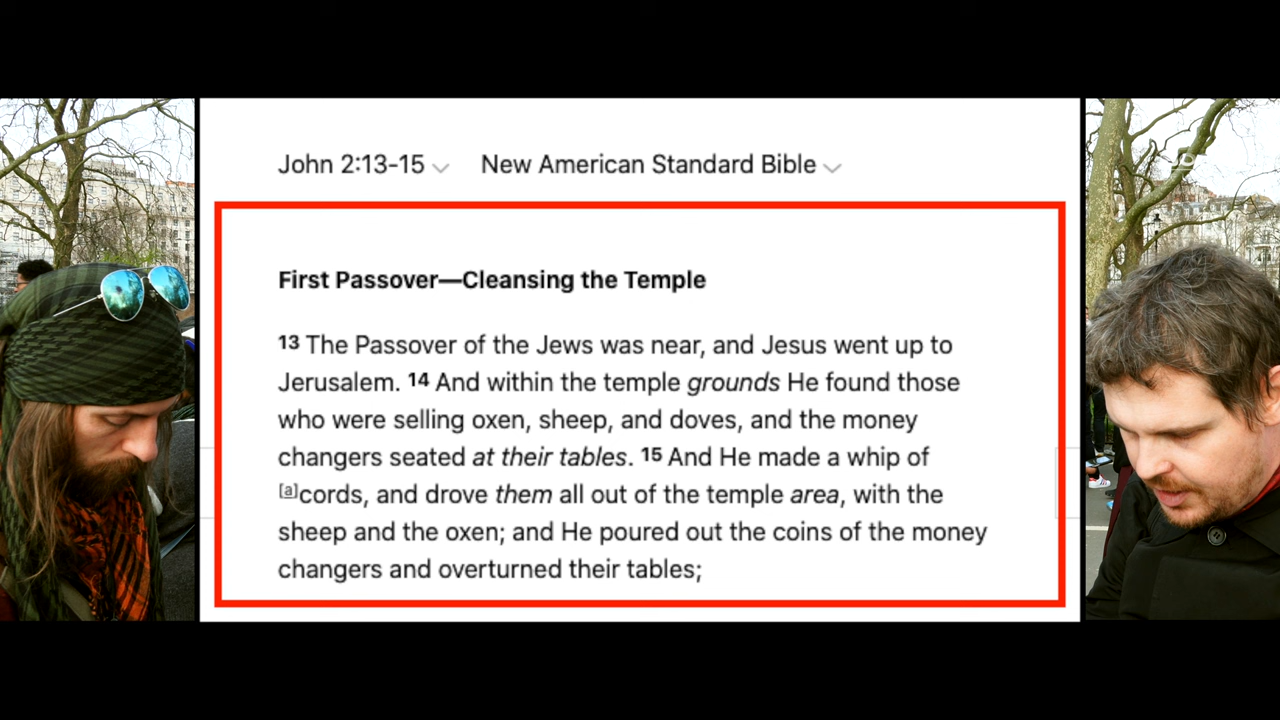 John 2:13-15 New American Standard Bible
First Passover—Cleansing the Temple
13 The Passover of the Jews was near, and Jesus went up to
Jerusalem. 14 And within the temple grounds He found those
who were selling oxen, sheep, and doves, and the money
changers seated at their tables. 15 And He made a whip of
[a]cords, and drove them all out of the temple area, with the
sheep and the oxen; and He poured out the coins of the money
changers and overturned their tables;